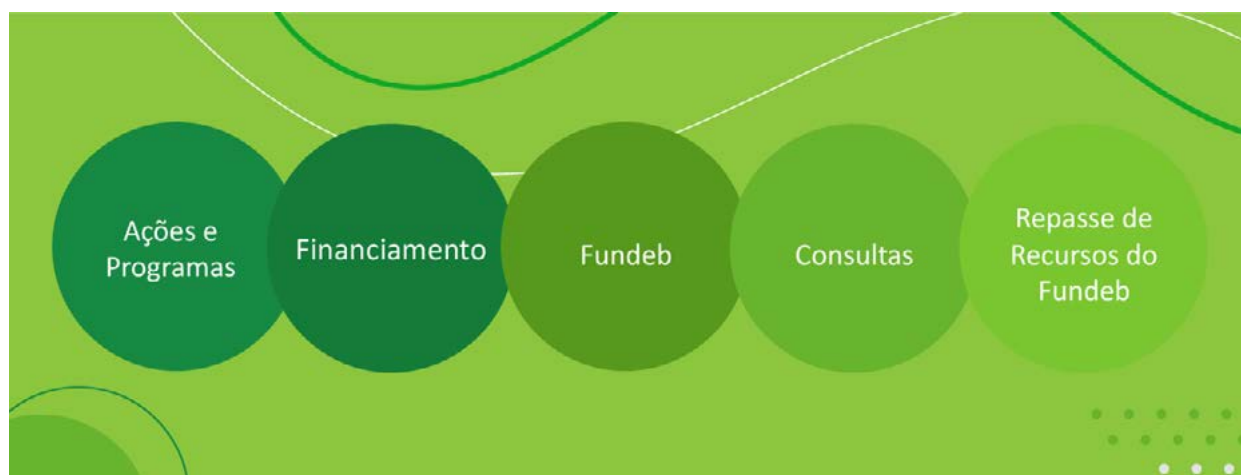 Ações e
Programas
Financiamento
Fundeb
Consultas
Repasse de
Recursos do
Fundeb